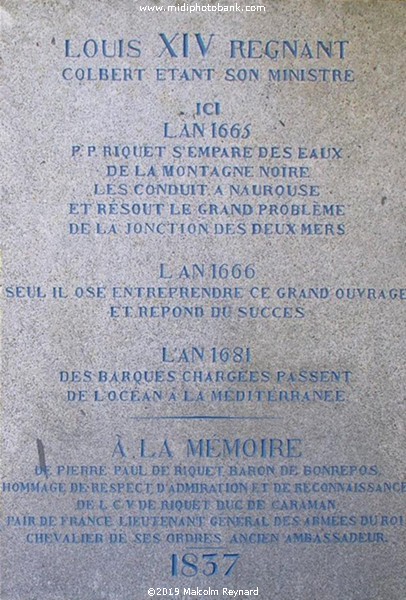 www.midiphotobank.com
LOUIS XIV REGNANT
COLBERT ETANT SON MINISTRE
ICI
L'AN 1665
P.P. RIQUET S'EMPARE DES EAUX
DE LA MONTAGNE NOIRE
LES CONDUIT A NAUROUSE
ET RÉSOUT LE GRAND PROBLÈME
DE LA JONCTION DES DEUX MERS
L AN 1666
SEUL IL OSE ENTREPRENDRE CE GRAND OUVRAGE
ET REPOND DU SUCCES
L'AN 1681
DES BARQUES CHARGÉES PASSENT
DE L'OCÉAN A LA MEDITERRANEE
À LA MEMOIRE
DE PIERRE PAUL DE RIQUET BARON DE BONREPOS,
HOMMAGE DE RESPECT D'ADMIRATION ET DE RECONNAISSANCE
DE L C V DE RIQUET DUC DE CARAMAN
PAIR DE FRANCE LIEUTENANT GENERAL DES ARMÉES DU ROI
CHEVALIER DE SES ORDRES ANCIEN AMBASSADEUR.
1837
©2019 Malcolm Reynard